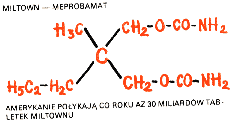 MILTOWN — MEPROBAMAT
H₃C CH₂-O-CO-NH₂
C
H₅C₂-H₂C CH₂-O-CO-NH₂
AMERYKANIE POŁYKAJĄ CO ROKU AŻ 30 MILIARDÓW TAB-
LETEK MILTOWNU